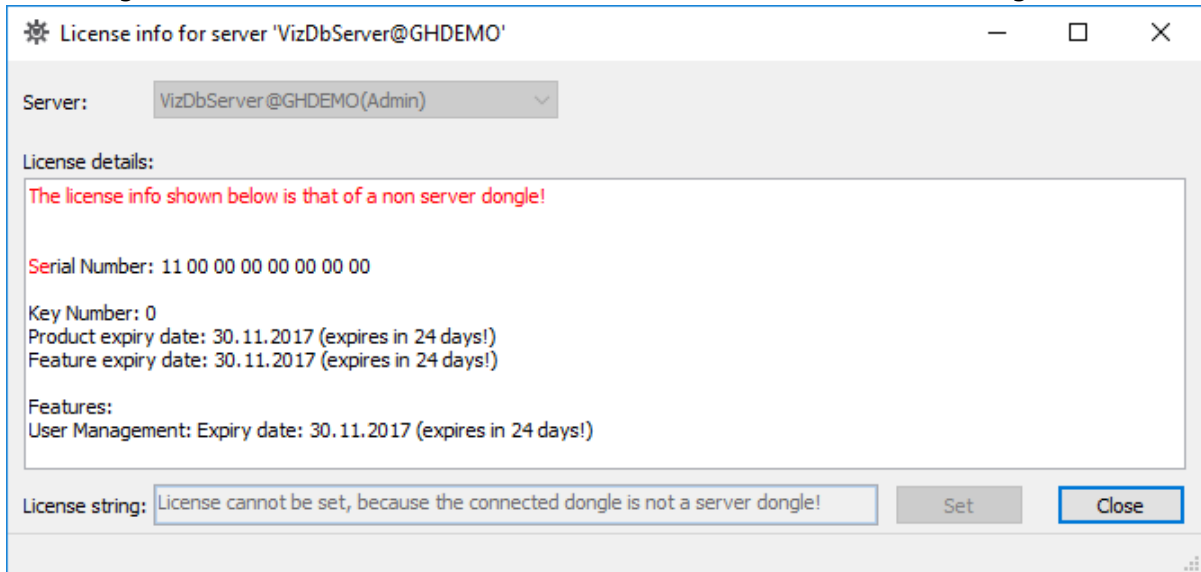 License info for server 'VizDbServer@GHDEMO'
Server: VizDbServer@GHDEMO(Admin)
License details:
The license info shown below is that of a non server dongle!
Serial Number: 11 00 00 00 00 00 00 00
Key Number: 0
Product expiry date: 30.11.2017 (expires in 24 days!)
Feature expiry date: 30.11.2017 (expires in 24 days!)
Features:
User Management: Expiry date: 30.11.2017 (expires in 24 days!)
License string: License cannot be set, because the connected dongle is not a server dongle! Set Close